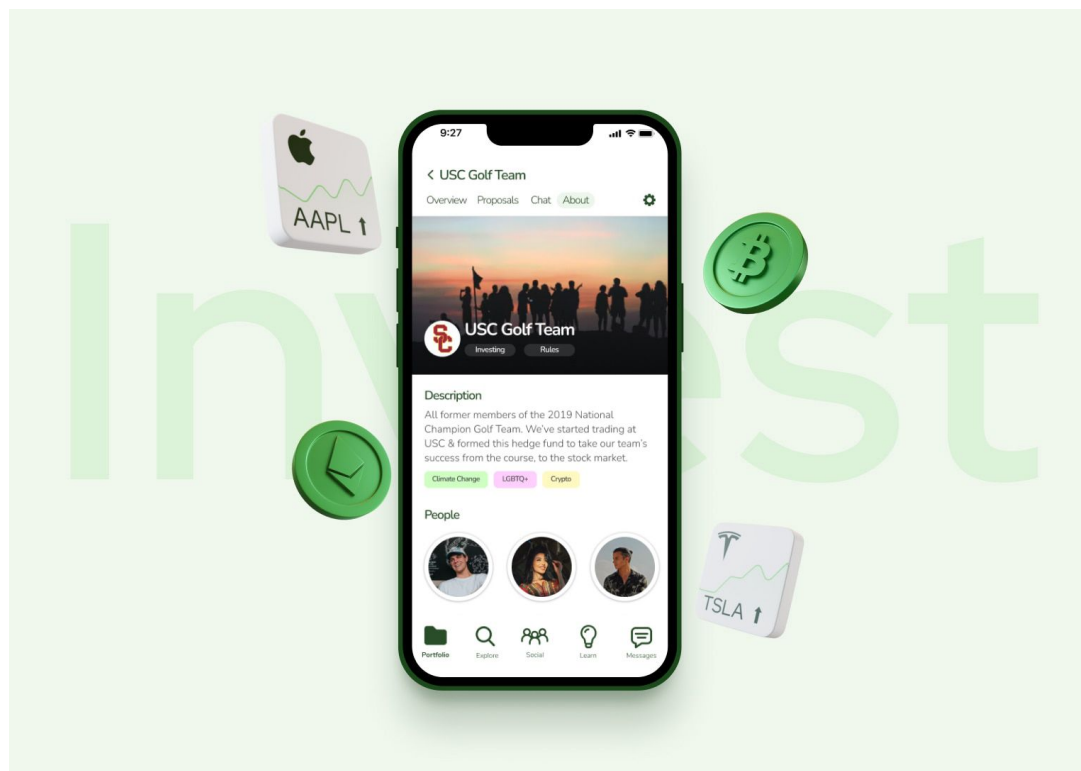 Invest
AAPL ↑
9:27
< USC Golf Team
Overview Proposals Chat About
SC
USC Golf Team
Investing Rules
Description
All former members of the 2019 National
Champion Golf Team. We've started trading at
USC & formed this hedge fund to take our team's
success from the course, to the stock market.
Climate Change LGBTQ+ Crypto
People
TSLA ↑
Portfolio Explore Social Learn Messages